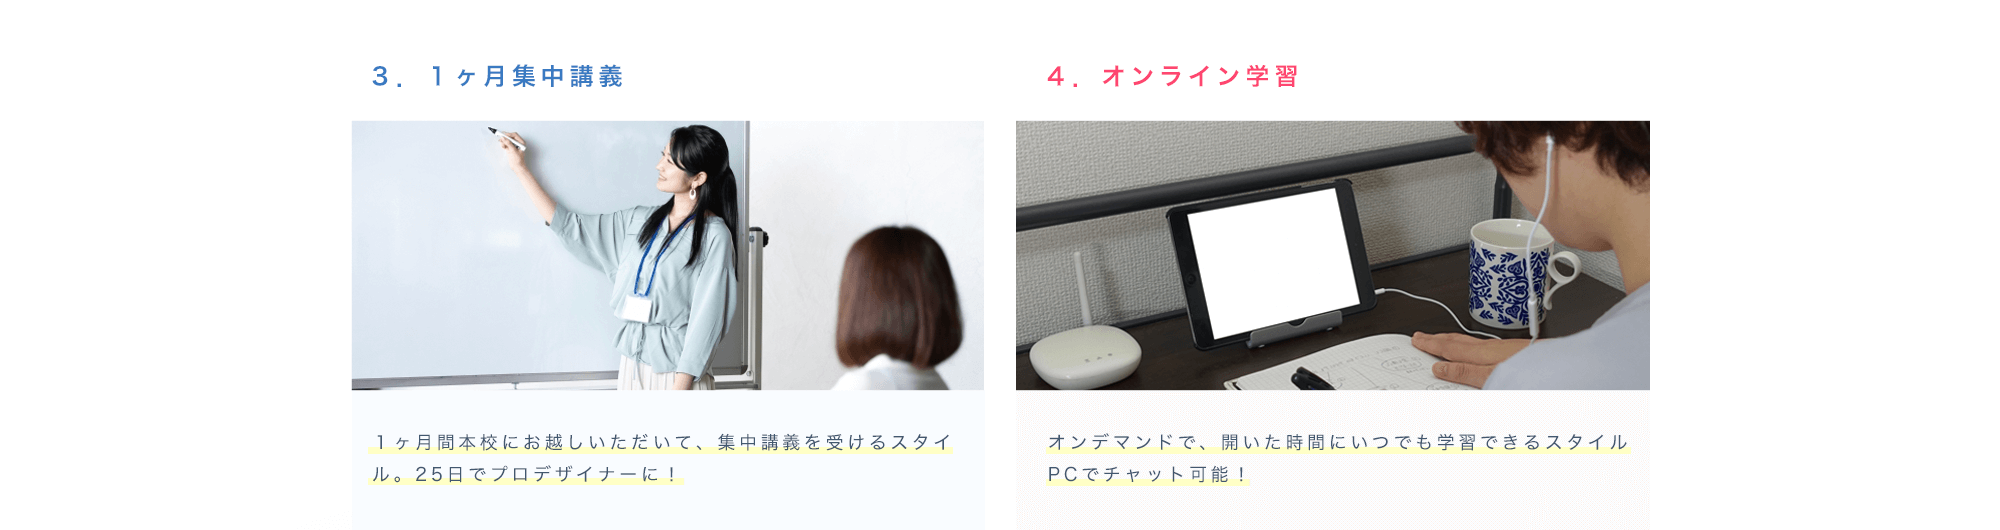 ３．１ヶ月集中講義
１ヶ月間本校にお越しいただいて、集中講義を受けるスタイ
ル。25日でプロデザイナーに！
４．オンライン学習
オンデマンドで、開いた時間にいつでも学習できるスタイル
PCでチャット可能！